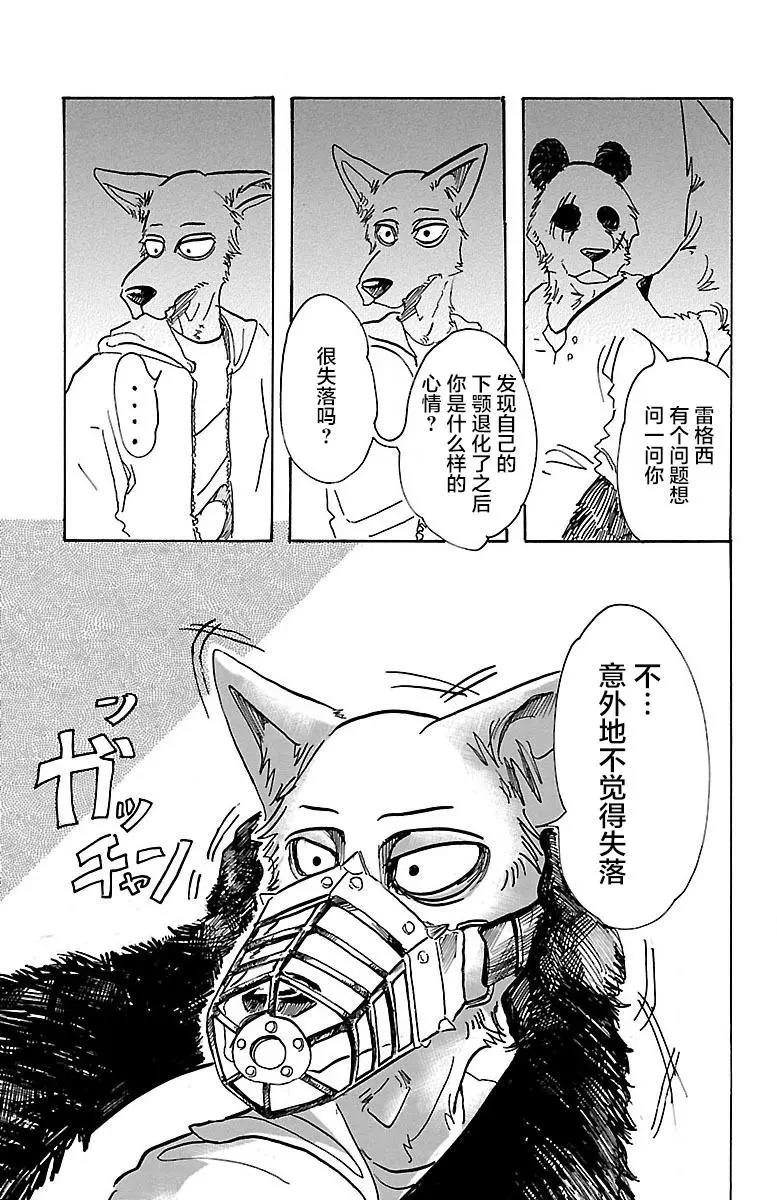 雷格西
有个问题想
问一问你
发现自己的
下颚退化了之后
你是什么样的
心情？
很失落吗？
....
不…
意外地不觉得失落
ガッチャンッ